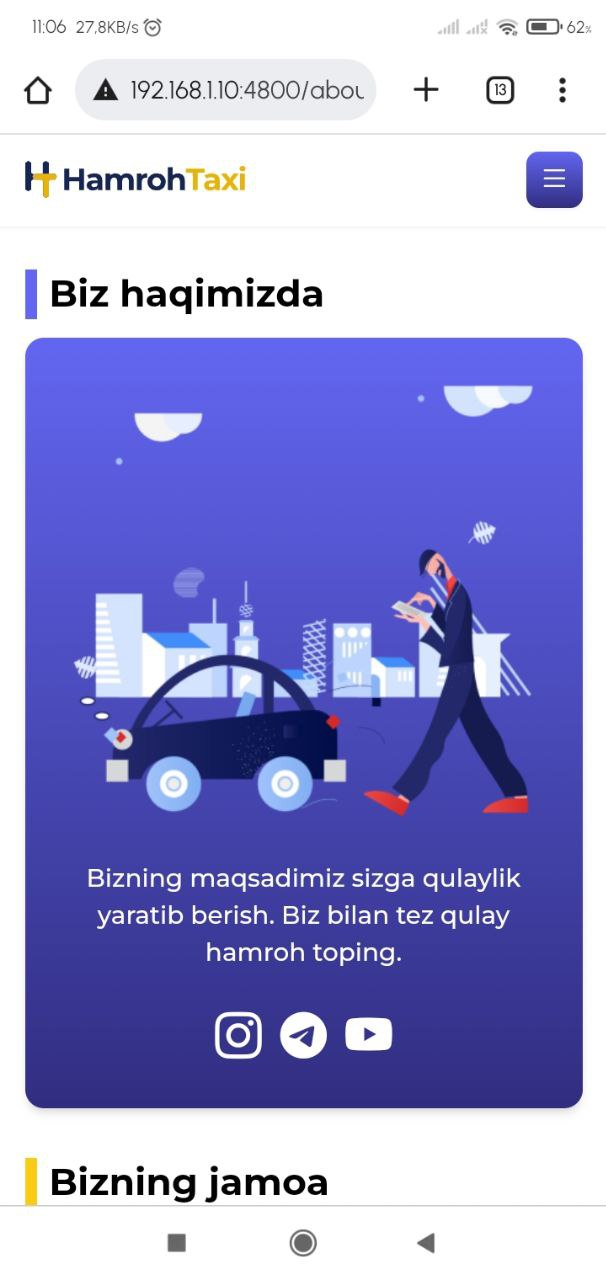 11:06 27,8KB/s 62%
192.168.1.10:4800/abou
13
HamrohTaxi
Biz haqimizda
Bizning maqsadimiz sizga qulaylik
yaratib berish. Biz bilan tez qulay
hamroh toping.
Bizning jamoa